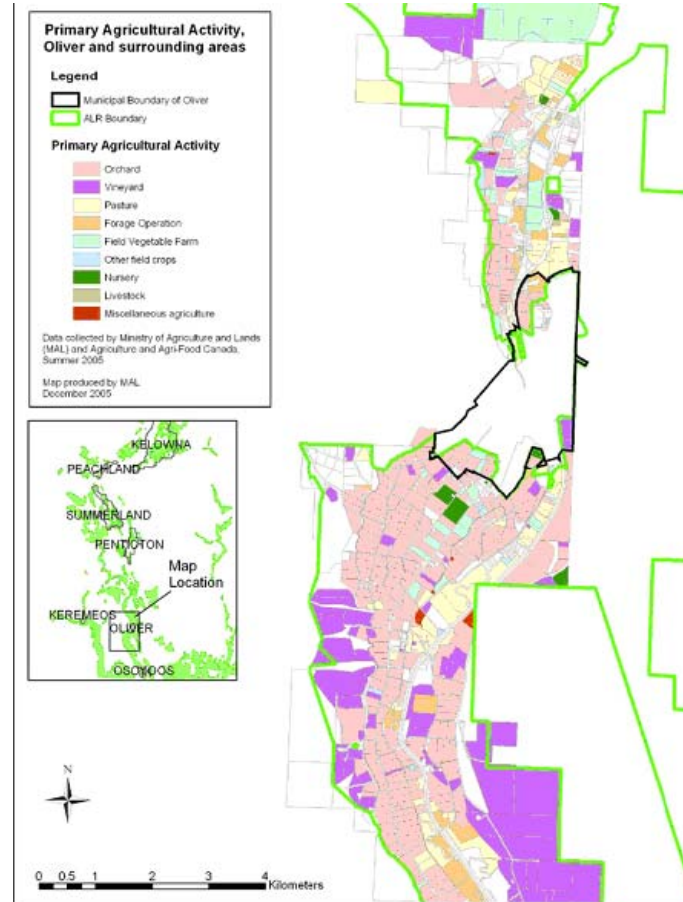 Primary Agricultural Activity,
Oliver and surrounding areas
Legend
Municipal Boundary of Oliver
ALR Boundary
Primary Agricultural Activity
Orchard
Vineyard
Pasture
Forage Operation
Field Vegetable Farm
Other field crops
Nursery
Livestock
Miscellaneous agriculture
Data collected by Ministry of Agriculture and Lands
(MAL) and Agriculture and Agri-Food Canada,
Summer 2005
Map produced by MAL
December 2005
KELOWNA
PEACHLAND
SUMMERLAND
PENTICTON
Map
Location
KEREMEOS
OLIVER
OSOYOOS
N
0 0.5 1 2 3 4
Kilometers